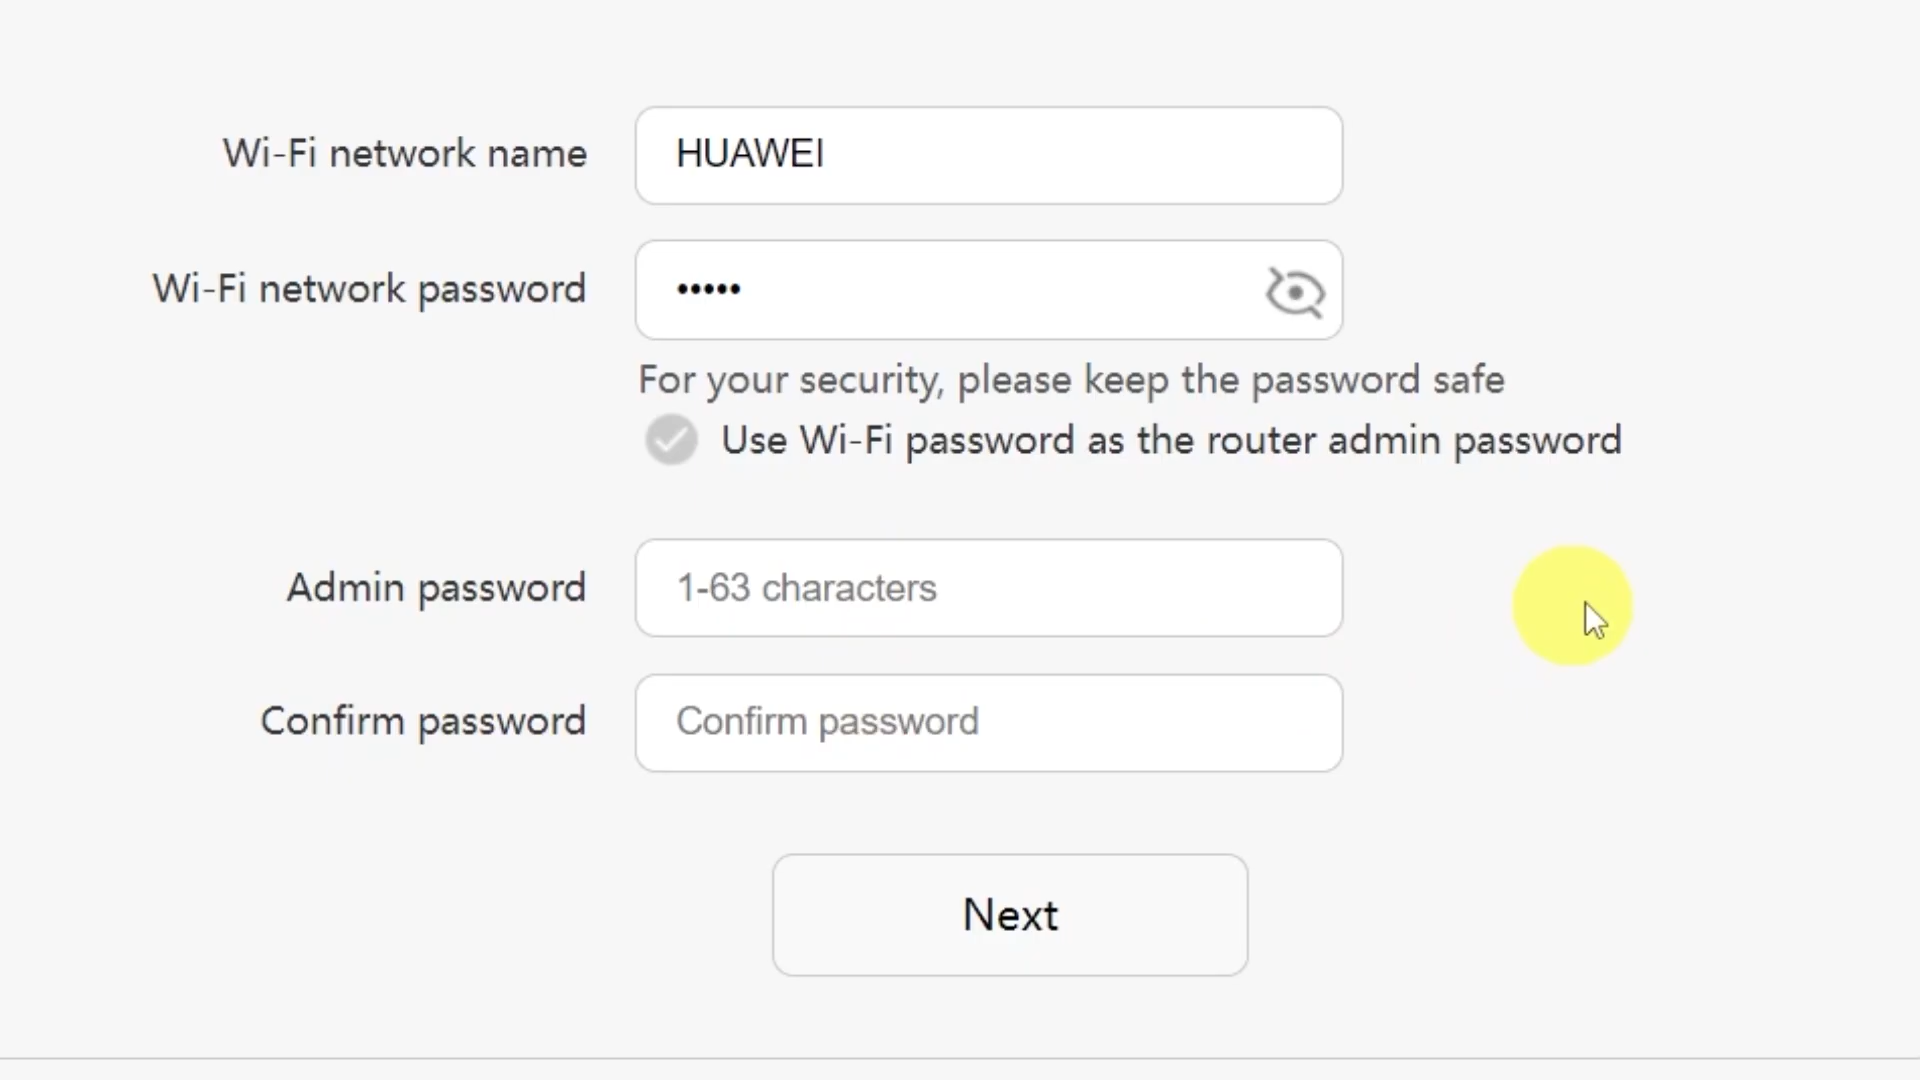 Wi-Fi network name
HUAWEI
Wi-Fi network password
•••••
For your security, please keep the password safe
Use Wi-Fi password as the router admin password
Admin password
1-63 characters
Confirm password
Confirm password
Next